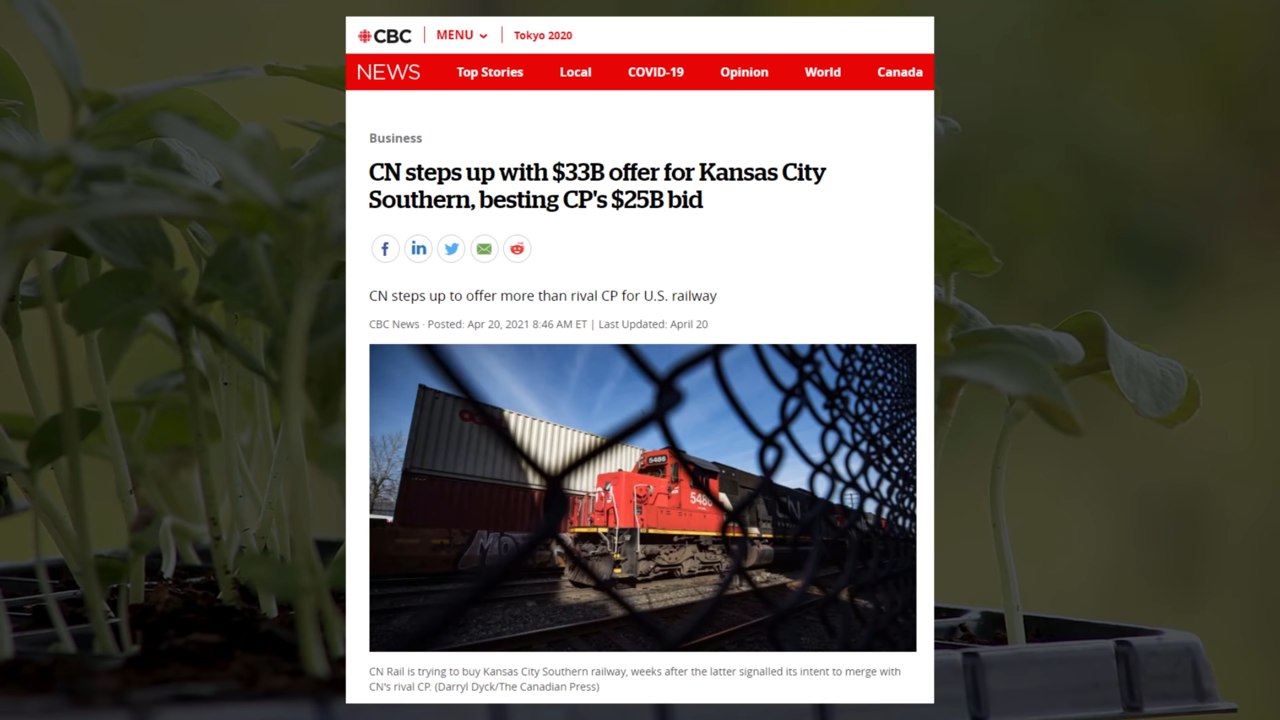 CBC MENU Tokyo 2020
NEWS Top Stories Local COVID-19 Opinion World Canada
Business
CN steps up with $33B offer for Kansas City
Southern, besting CP's $25B bid
CN steps up to offer more than rival CP for U.S. railway
CBC News · Posted: Apr 20, 2021 8:46 AM ET | Last Updated: April 20
5486
5486
CN
CN Rail is trying to buy Kansas City Southern railway, weeks after the latter signalled its intent to merge with
CN's rival CP. (Darryl Dyck/The Canadian Press)